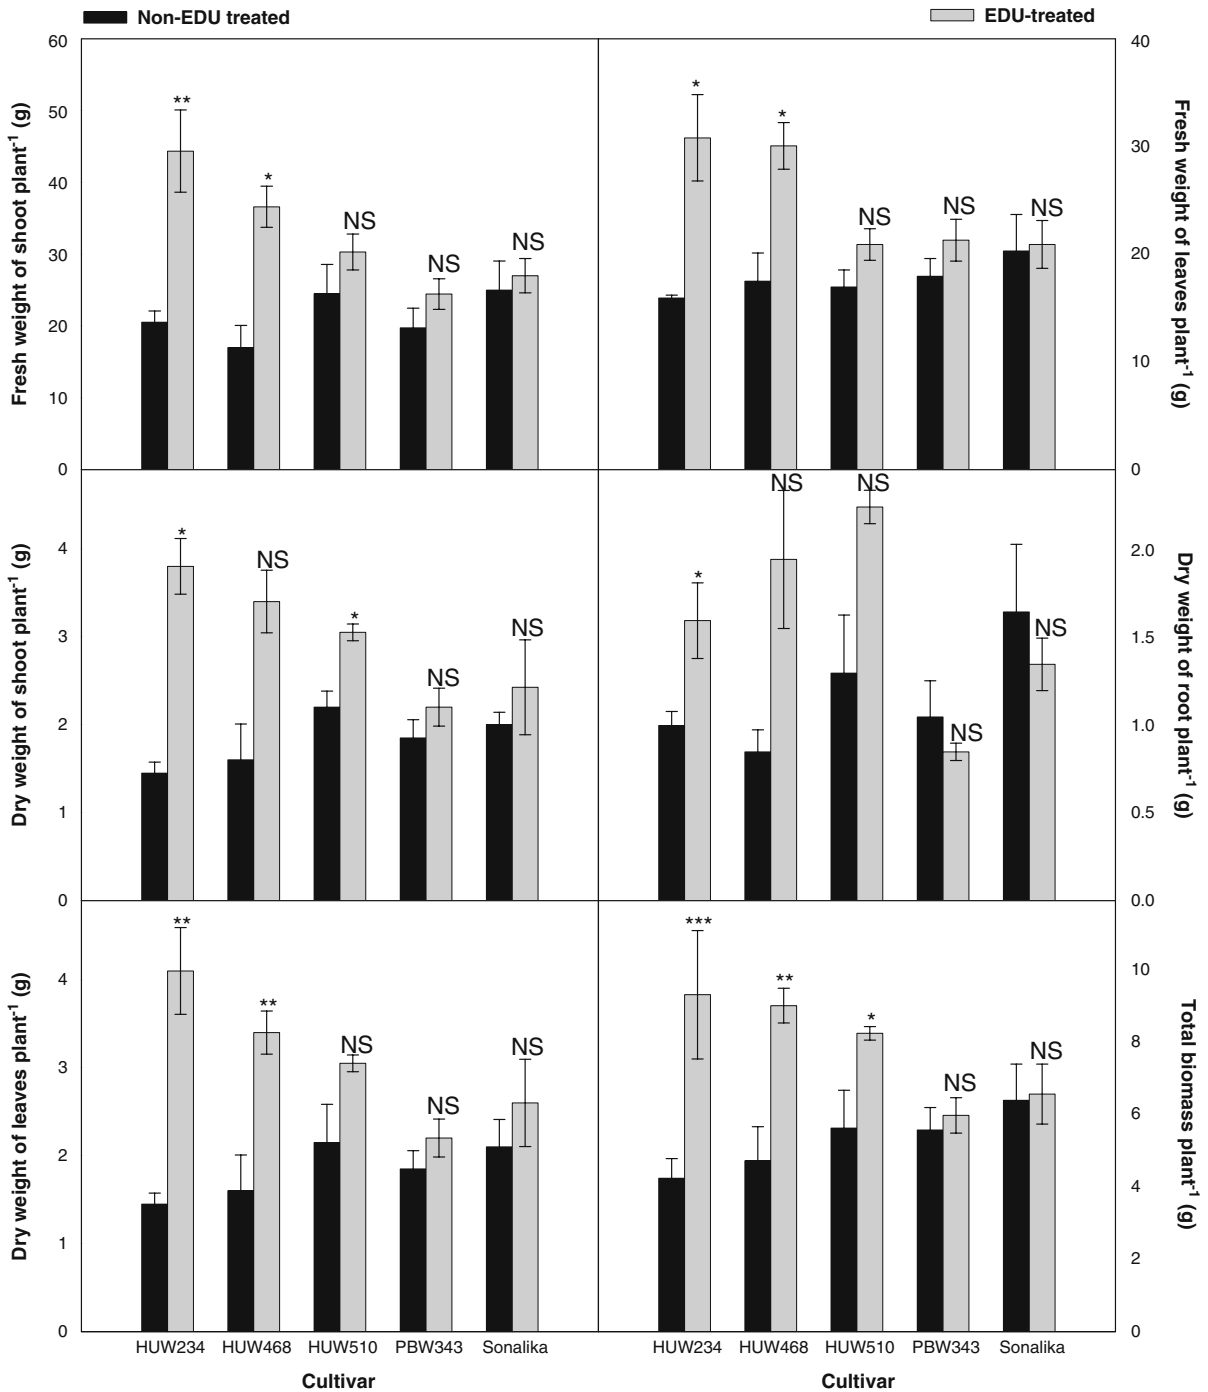 Non-EDU treated
EDU-treated
60
50
40
30
20
10
0
Fresh weight of shoot plant-1 (g)
**
*
NS
NS
NS
*
*
NS
NS
NS
40
30
20
10
0
Fresh weight of leaves plant-1 (g)
4
3
2
1
0
Dry weight of shoot plant-1 (g)
*
NS
*
NS
NS
*
NS
NS
NS
NS
2.0
1.5
1.0
0.5
0.0
Dry weight of root plant-1 (g)
4
3
2
1
0
Dry weight of leaves plant-1 (g)
**
**
NS
NS
NS
***
**
*
NS
NS
10
8
6
4
2
0
Total biomass plant-1 (g)
HUW234 HUW468 HUW510 PBW343 Sonalika
HUW234 HUW468 HUW510 PBW343 Sonalika
Cultivar
Cultivar